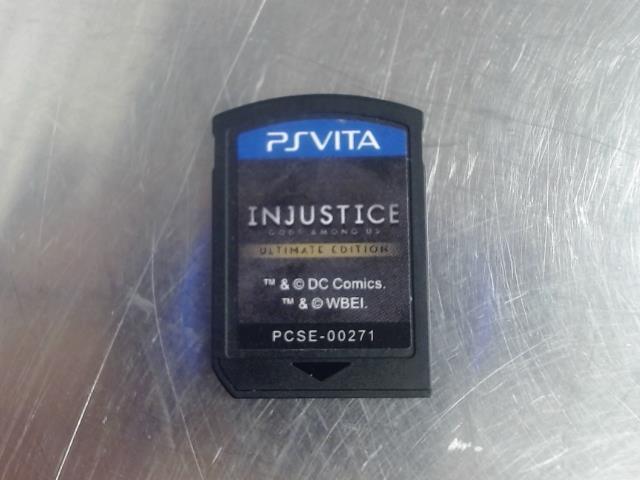 PSVITA
INJUSTICE
GODS AMONG US
ULTIMATE EDITION
™ & © DC Comics.
™ & © WBEI.
PCSE-00271